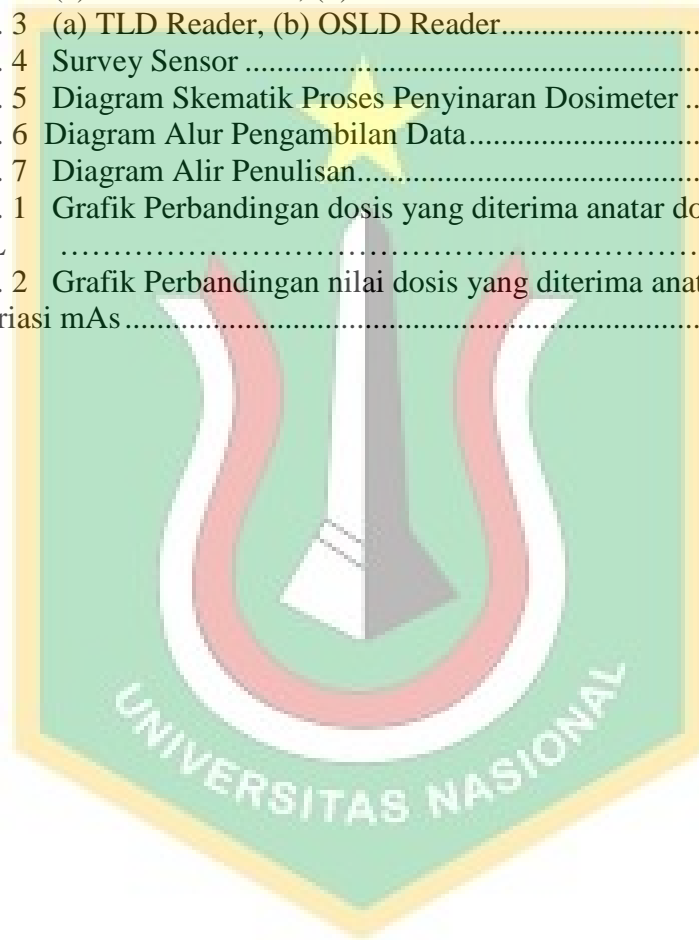 . 3 (a) TLD Reader, (b) OSLD Reader........................
. 4 Survey Sensor ........................................................
. 5 Diagram Skematik Proses Penyinaran Dosimeter ..
. 6 Diagram Alur Pengambilan Data............................
. 7 Diagram Alir Penulisan..........................................
. 1 Grafik Perbandingan dosis yang diterima anatar do
....................................................................
. 2 Grafik Perbandingan nilai dosis yang diterima anat
riasi mAs.....................................................................
UNIVERSITAS NASIONAL